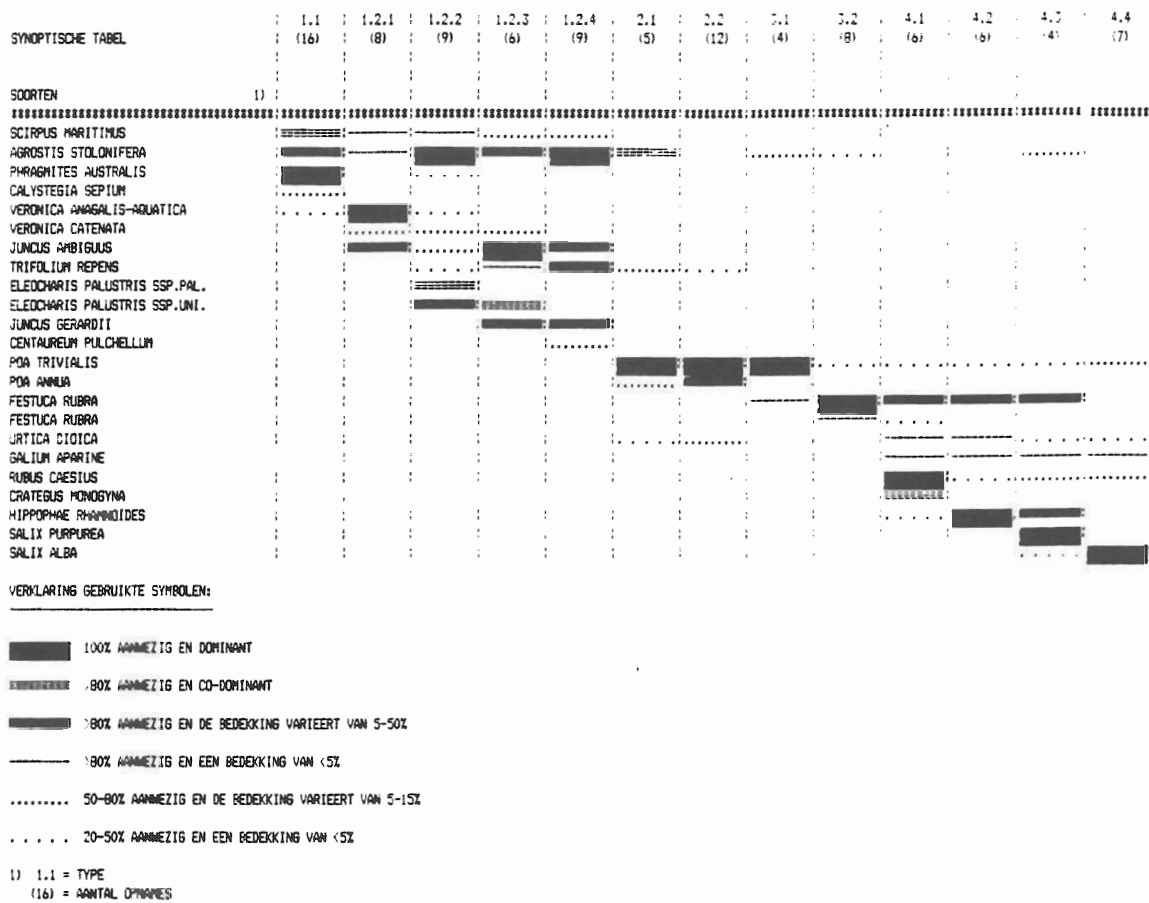 1.1 1.2.1 1.2.2 1.2.3 1.2.4 2.1 2.2 3.1 3.2 4.1 4.2 4.3 4.4
SYNOPTISCHE TABEL (16) (8) (9) (6) (9) (5) (12) (4) (8) (6) (6) (4) (7)
SOORTEN 1)
SCIRPUS MARITIMUS
AGROSTIS STOLONIFERA
PHRAGMITES AUSTRALIS
CALYSTEGIA SEPIUM
VERONICA ANAGALIS-AQUATICA
VERONICA CATENATA
JUNCUS AMBIGUUS
TRIFOLIUM REPENS
ELEOCHARIS PALUSTRIS SSP.PAL.
ELEOCHARIS PALUSTRIS SSP.UNI.
JUNCUS GERARDII
CENTAUREUM PULCHELLUM
POA TRIVIALIS
POA ANNUA
FESTUCA RUBRA
FESTUCA RUBRA
URTICA DIOICA
GALIUM APARINE
RUBUS CAESIUS
CRATEGUS MONOGYNA
HIPPOPHAE RHAMNOIDES
SALIX PURPUREA
SALIX ALBA
VERKLARING GEBRUIKTE SYMBOLEN:
100% AANWEZIG EN DOMINANT
>80% AANWEZIG EN CO-DOMINANT
>80% AANWEZIG EN DE BEDEKKING VARIEERT VAN 5-50%
>80% AANWEZIG EN EEN BEDEKKING VAN <5%
50-80% AANWEZIG EN DE BEDEKKING VARIEERT VAN 5-15%
20-50% AANWEZIG EN EEN BEDEKKING VAN <5%
1) 1.1 = TYPE
(16) = AANTAL OPNAMES